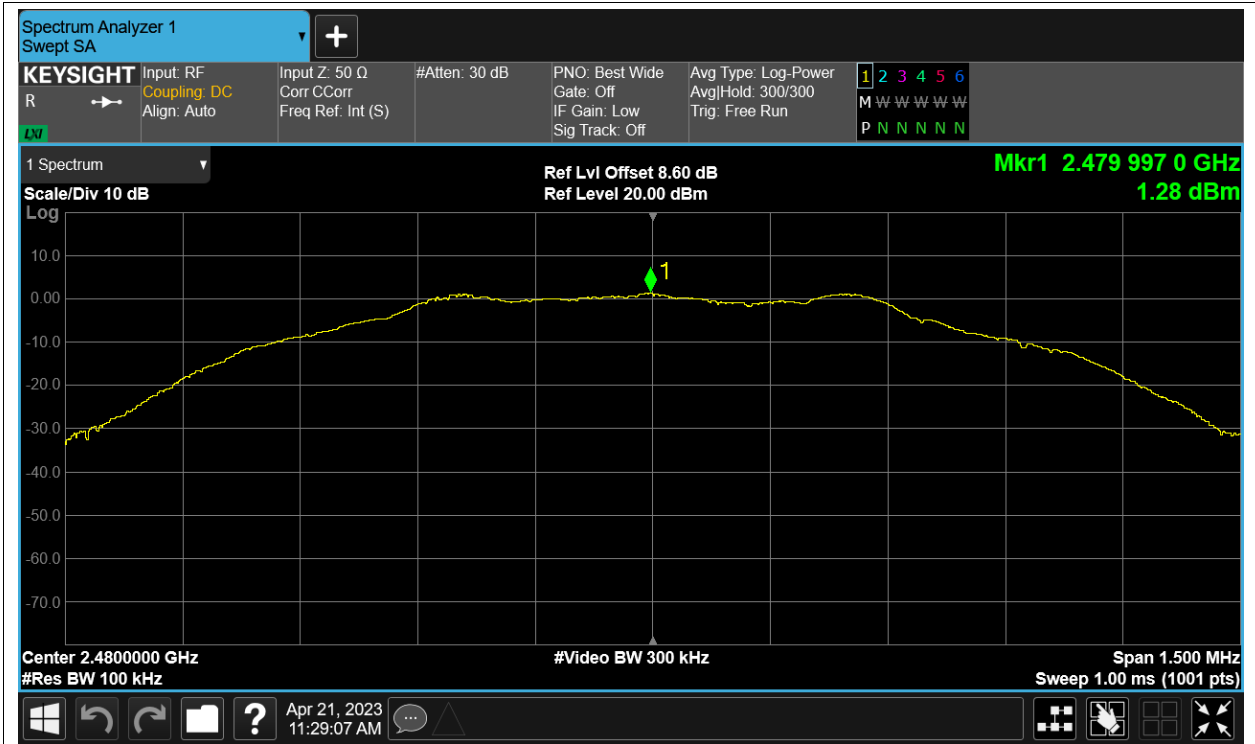 Spectrum Analyzer 1
Swept SA
+
KEYSIGHT
R
LXI
Input: RF
Coupling: DC
Align: Auto
Input Z: 50 Ω
Corr CCorr
Freq Ref: Int (S)
#Atten: 30 dB
PNO: Best Wide
Gate: Off
IF Gain: Low
Sig Track: Off
Avg Type: Log-Power
Avg|Hold: 300/300
Trig: Free Run
1 2 3 4 5 6
M W W W W W
P N N N N N
1 Spectrum
Scale/Div 10 dB
Log
Ref Lvl Offset 8.60 dB
Ref Level 20.00 dBm
Mkr1 2.479 997 0 GHz
1.28 dBm
1
10.0
0.00
-10.0
-20.0
-30.0
-40.0
-50.0
-60.0
-70.0
Center 2.4800000 GHz
#Res BW 100 kHz
#Video BW 300 kHz
Span 1.500 MHz
Sweep 1.00 ms (1001 pts)
?
Apr 21, 2023
11:29:07 AM